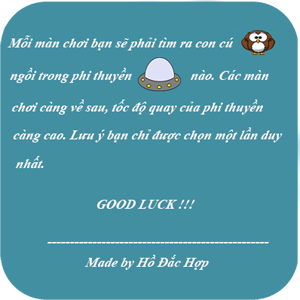 Mỗi màn chơi bạn sẽ phải tìm ra con cú
ngồi trong phi thuyền nào. Các màn
chơi càng về sau, tốc độ quay của phi thuyền
càng cao. Lưu ý bạn chỉ được chọn một lần duy
nhất.
GOOD LUCK !!!
--------------------------------------------------
Made by Hồ Đắc Hợp